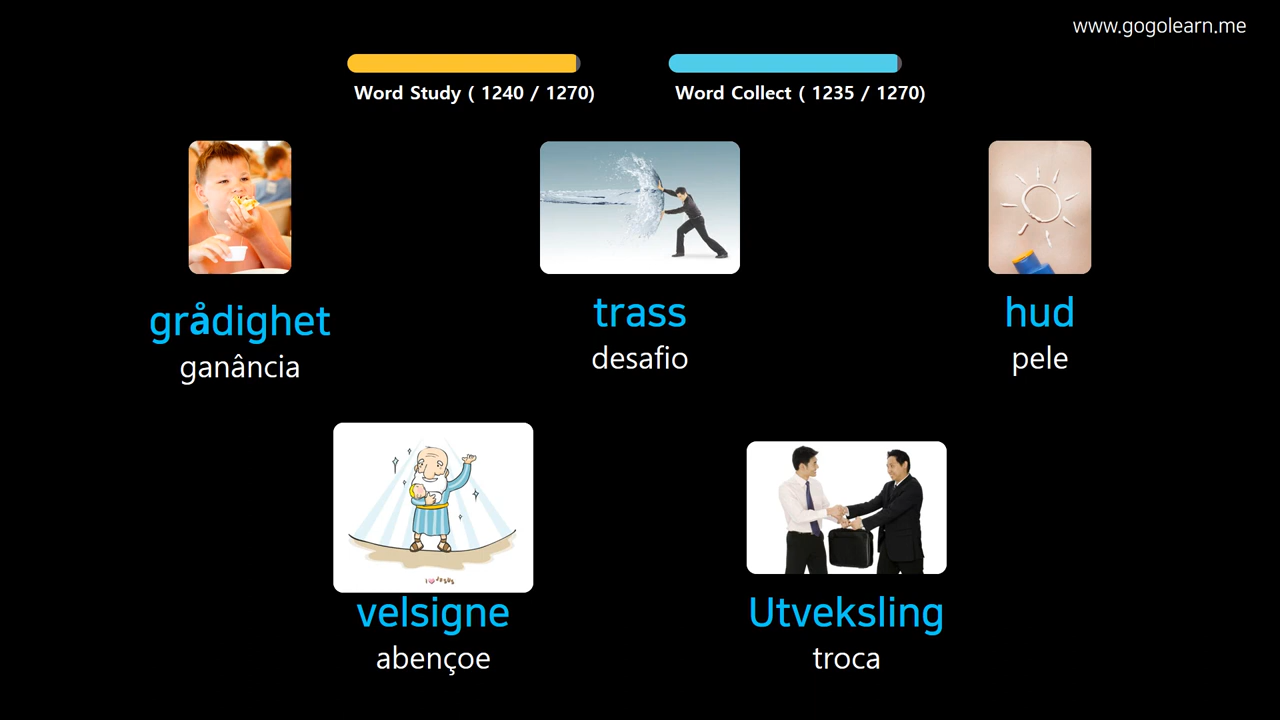 www.gogolearn.me
Word Study ( 1240 / 1270)
Word Collect ( 1235 / 1270)
grådighet
ganância
trass
desafio
hud
pele
I JESUS
velsigne
abençoe
Utveksling
troca